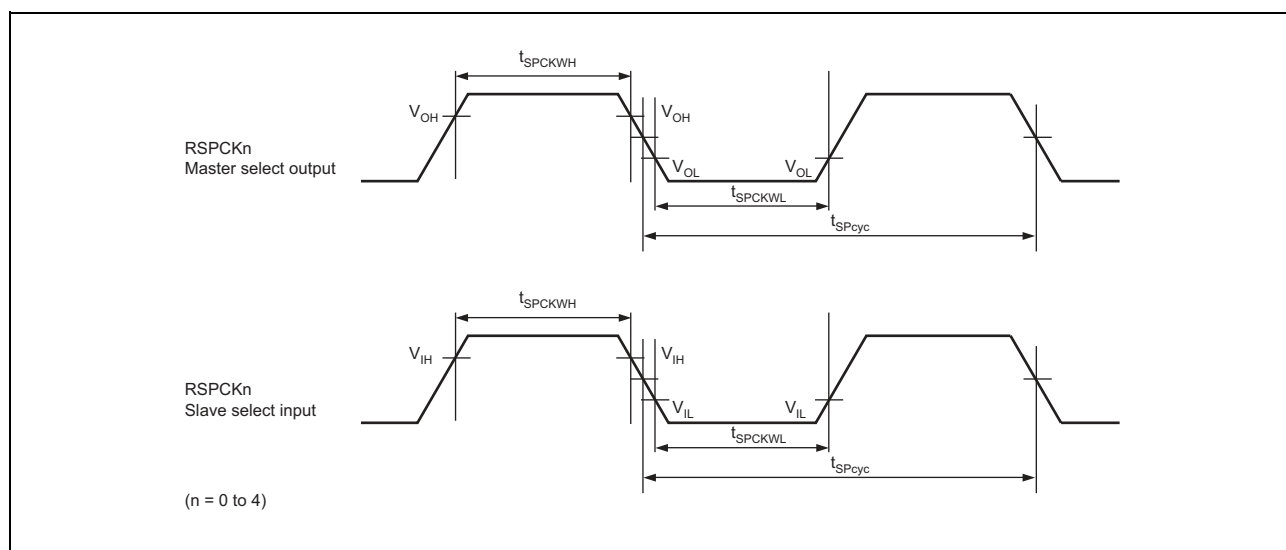 tSPCKWH
VOH
VOH
RSPCKn
Master select output
VOL
VOL
tSPCKWL
tSPcyc
tSPCKWH
VIH
VIH
RSPCKn
Slave select input
VIL
VIL
tSPCKWL
tSPcyc
(n = 0 to 4)